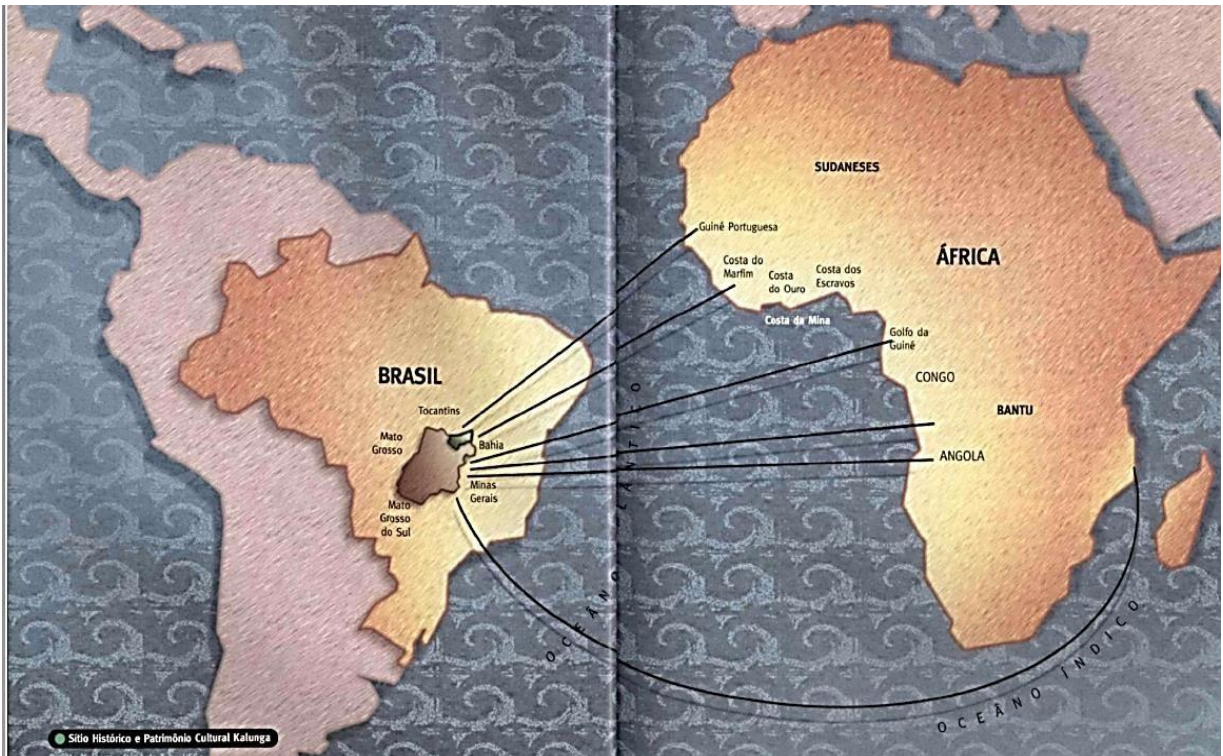 SUDANESES
Guiné Portuguesa
ÁFRICA
Costa do
Marfim
Costa
do Ouro
Costa dos
Escravos
Costa da Mina
Golfo da
Guiné
CONGO
BANTU
ANGOLA
BRASIL
Tocantins
Mato
Grosso
Bahia
Minas
Gerais
Mato
Grosso
do Sul
OCEÂNO ATLÂNTICO
OCEÂNO ÍNDICO
Sítio Histórico e Patrimônio Cultural Kalunga